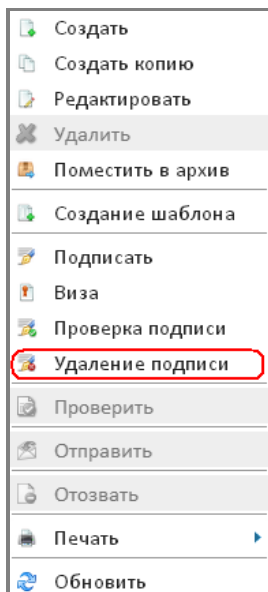 Создать
Создать копию
Редактировать
Удалить
Поместить в архив
Создание шаблона
Подписать
Виза
Проверка подписи
Удаление подписи
Проверить
Отправить
Отозвать
Печать
Обновить